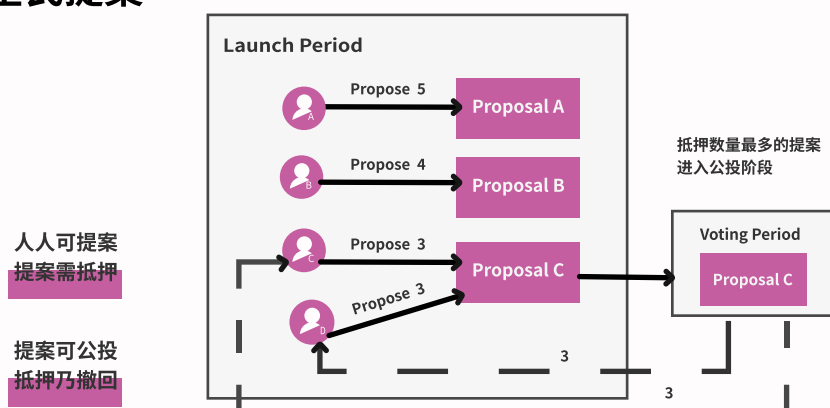 Launch Period
A
Propose 5
Proposal A
B
Propose 4
Proposal B
抵押数量最多的提案
进入公投阶段
人人可提案
提案需抵押
C
Propose 3
Proposal C
Voting Period
Proposal C
D
Propose 3
提案可公投
抵押乃撤回
3
3